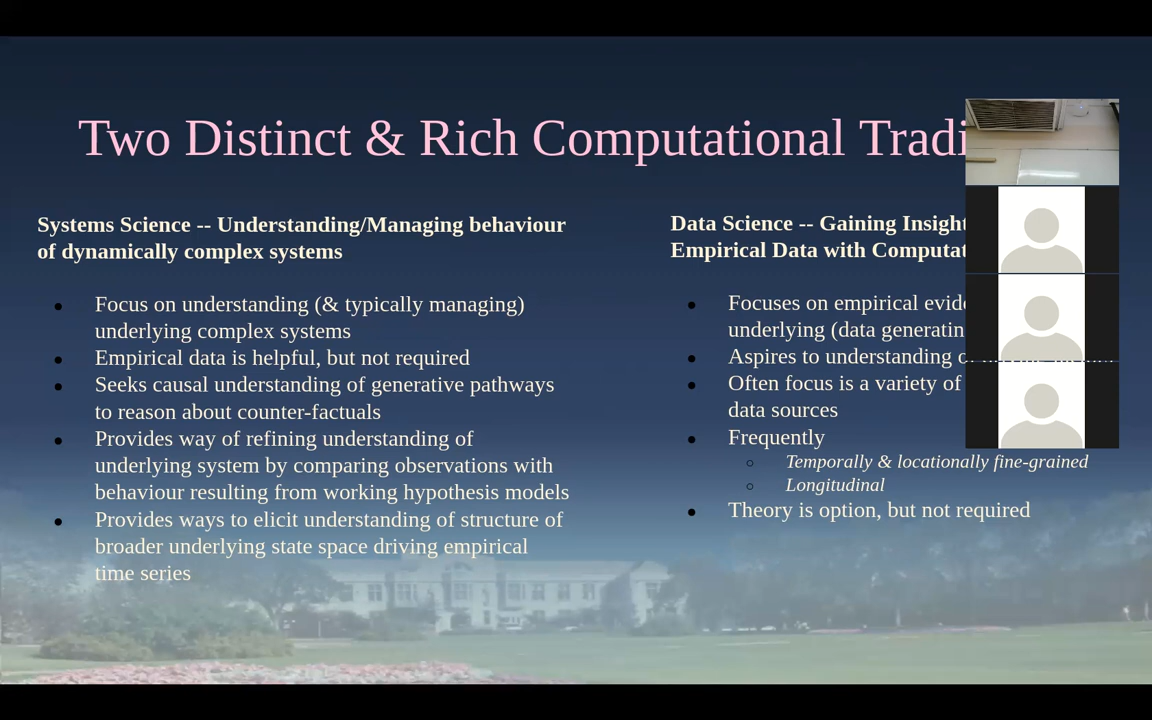 Two Distinct & Rich Computational
Systems Science -- Understanding/Managing behaviour
of dynamically complex systems
Focus on understanding (& typically managing)
underlying complex systems
Empirical data is helpful, but not required
Seeks causal understanding of generative pathways
to reason about counter-factuals
Provides way of refining understanding of
underlying system by comparing observations with
behaviour resulting from working hypothesis models
Provides ways to elicit understanding of structure of
broader underlying state space driving empirical
time series
Data Science -- Gaining Insight
Empirical Data with
Focuses on empirical
underlying (data
Aspires to understanding
Often focus is a variety of
data sources
Frequently
Temporally & locationally fine-grained
Longitudinal
Theory is option, but not required